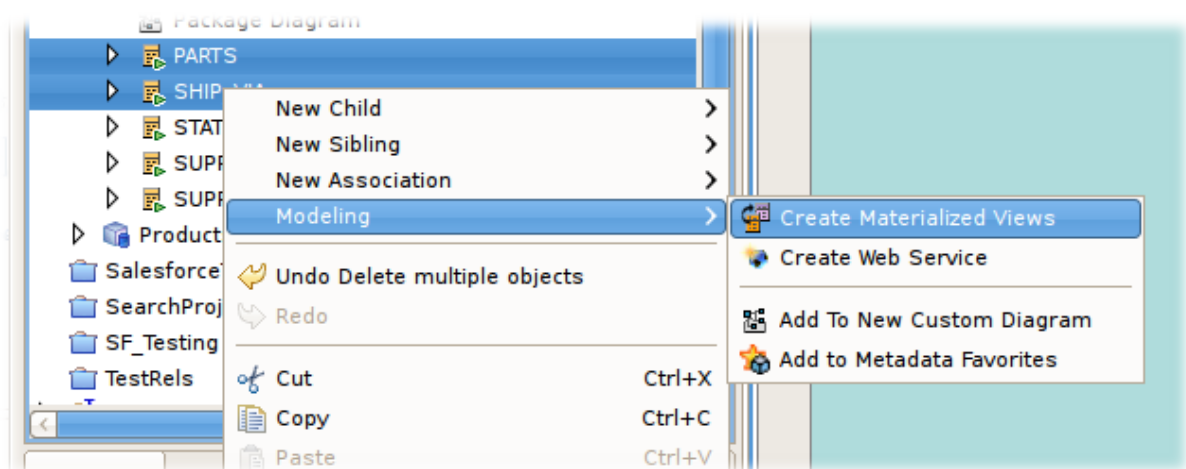 Package Diagram
PARTS
SHIP
New Child
STAT
New Sibling
SUPP
New Association
SUPP
Modeling
Create Materialized Views
Product
Create Web Service
Salesforce
Undo Delete multiple objects
SearchProj
Redo
Add To New Custom Diagram
SF_Testing
Add to Metadata Favorites
TestRels
Cut Ctrl+X
Copy Ctrl+C
Paste Ctrl+V